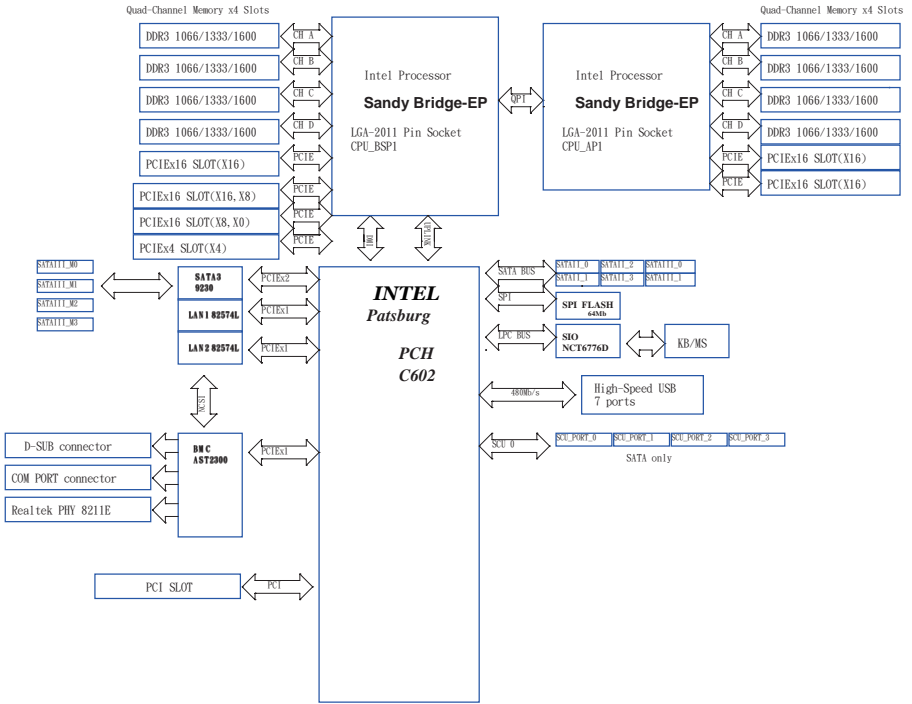 Quad-Channel Memory x4 Slots
Quad-Channel Memory x4 Slots
DDR3 1066/1333/1600
CH A
DDR3 1066/1333/1600
CH B
DDR3 1066/1333/1600
CH C
DDR3 1066/1333/1600
CH D
PCIEx16 SLOT(X16)
PCIE
PCIEx16 SLOT(X16,X8)
PCIE
PCIEx16 SLOT(X8,X0)
PCIE
PCIEx4 SLOT(X4)
PCIE
Intel Processor
Sandy Bridge-EP
LGA-2011 Pin Socket
CPU_BSP1
QPI
Intel Processor
Sandy Bridge-EP
LGA-2011 Pin Socket
CPU_AP1
CH A
DDR3 1066/1333/1600
CH B
DDR3 1066/1333/1600
CH C
DDR3 1066/1333/1600
CH D
DDR3 1066/1333/1600
PCIE
PCIEx16 SLOT(X16)
PCIE
PCIEx16 SLOT(X16)
DMI
UPLINK
SATAIII_M0
SATAIII_M1
SATAIII_M2
SATAIII_M3
SATA3
9230
PCIEx2
LAN1 82574L
PCIEx1
LAN2 82574L
PCIEx1
NCSI
BMC
AST2300
PCIEx1
D-SUB connector
COM PORT connector
Realtek PHY 8211E
PCI SLOT
PCI
INTEL
Patsburg
PCH
C602
SATA BUS
SATAII_0 SATAII_2 SATAIII_0
SATAII_1 SATAII_3 SATAIII_1
SPI
SPI FLASH
64Mb
LPC BUS
SIO
NCT6776D
KB/MS
480Mb/s
High-Speed USB
7 ports
SCU 0
SCU_PORT_0 SCU_PORT_1 SCU_PORT_2 SCU_PORT_3
SATA only